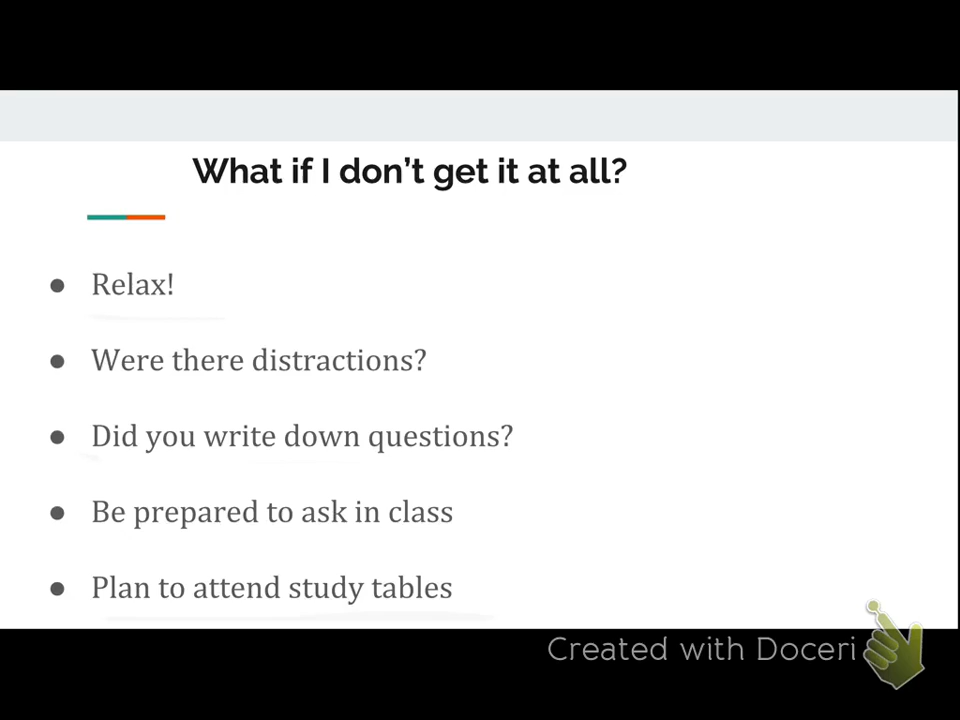 What if I don't get it at all?
● Relax!
● Were there distractions?
● Did you write down questions?
● Be prepared to ask in class
● Plan to attend study tables
Created with Doceri